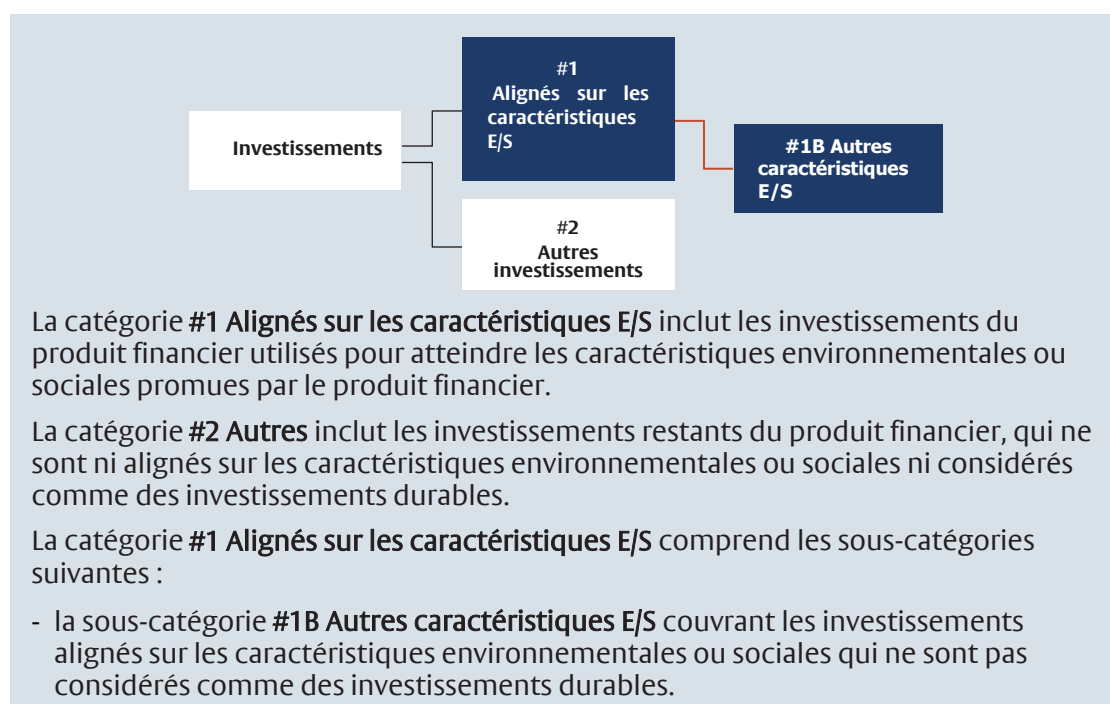 #1
Alignés sur les
caractéristiques
E/S
Investissements
#1B Autres
caractéristiques
E/S
#2
Autres
investissements
La catégorie #1 Alignés sur les caractéristiques E/S inclut les investissements du
produit financier utilisés pour atteindre les caractéristiques environnementales ou
sociales promues par le produit financier.
La catégorie #2 Autres inclut les investissements restants du produit financier, qui ne
sont ni alignés sur les caractéristiques environnementales ou sociales ni considérés
comme des investissements durables.
La catégorie #1 Alignés sur les caractéristiques E/S comprend les sous-catégories
suivantes :
- la sous-catégorie #1B Autres caractéristiques E/S couvrant les investissements
alignés sur les caractéristiques environnementales ou sociales qui ne sont pas
considérés comme des investissements durables.